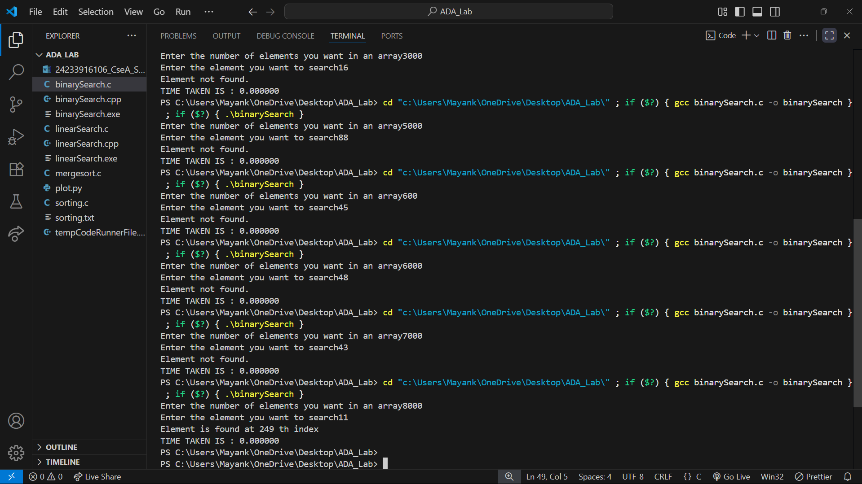 File Edit Selection View Go Run ··· ADA_Lab
EXPLORER ···
ADA LAB
24233916106_CseA_S...
binarySearch.c
binarySearch.cpp
binarySearch.exe
linearSearch.c
linearSearch.cpp
linearSearch.exe
mergesort.c
plot.py
sorting.c
sorting.txt
tempCodeRunnerFile....
OUTLINE
TIMELINE
PROBLEMS OUTPUT DEBUG CONSOLE TERMINAL PORTS Code
Enter the number of elements you want in an array3000
Enter the element you want to search16
Element not found.
TIME TAKEN IS : 0.000000
PS C:\Users\Mayank\OneDrive\Desktop\ADA_Lab> cd "c:\Users\Mayank\OneDrive\Desktop\ADA_Lab\" ; if ($?) { gcc binarySearch.c -o binarySearch }
; if ($?) { .\binarySearch }
Enter the number of elements you want in an array5000
Enter the element you want to search88
Element not found.
TIME TAKEN IS : 0.000000
PS C:\Users\Mayank\OneDrive\Desktop\ADA_Lab> cd "c:\Users\Mayank\OneDrive\Desktop\ADA_Lab\" ; if ($?) { gcc binarySearch.c -o binarySearch }
; if ($?) { .\binarySearch }
Enter the number of elements you want in an array600
Enter the element you want to search45
Element not found.
TIME TAKEN IS : 0.000000
PS C:\Users\Mayank\OneDrive\Desktop\ADA_Lab> cd "c:\Users\Mayank\OneDrive\Desktop\ADA_Lab\" ; if ($?) { gcc binarySearch.c -o binarySearch }
; if ($?) { .\binarySearch }
Enter the number of elements you want in an array6000
Enter the element you want to search48
Element not found.
TIME TAKEN IS : 0.000000
PS C:\Users\Mayank\OneDrive\Desktop\ADA_Lab> cd "c:\Users\Mayank\OneDrive\Desktop\ADA_Lab\" ; if ($?) { gcc binarySearch.c -o binarySearch }
; if ($?) { .\binarySearch }
Enter the number of elements you want in an array7000
Enter the element you want to search43
Element not found.
TIME TAKEN IS : 0.000000
PS C:\Users\Mayank\OneDrive\Desktop\ADA_Lab> cd "c:\Users\Mayank\OneDrive\Desktop\ADA_Lab\" ; if ($?) { gcc binarySearch.c -o binarySearch }
; if ($?) { .\binarySearch }
Enter the number of elements you want in an array8000
Enter the element you want to search11
Element is found at 249 th index
TIME TAKEN IS : 0.000000
PS C:\Users\Mayank\OneDrive\Desktop\ADA_Lab>
PS C:\Users\Mayank\OneDrive\Desktop\ADA_Lab>
0 0 Live Share Ln 49, Col 5 Spaces: 4 UTF 8 CRLF {} C Go Live Win32 Prettier